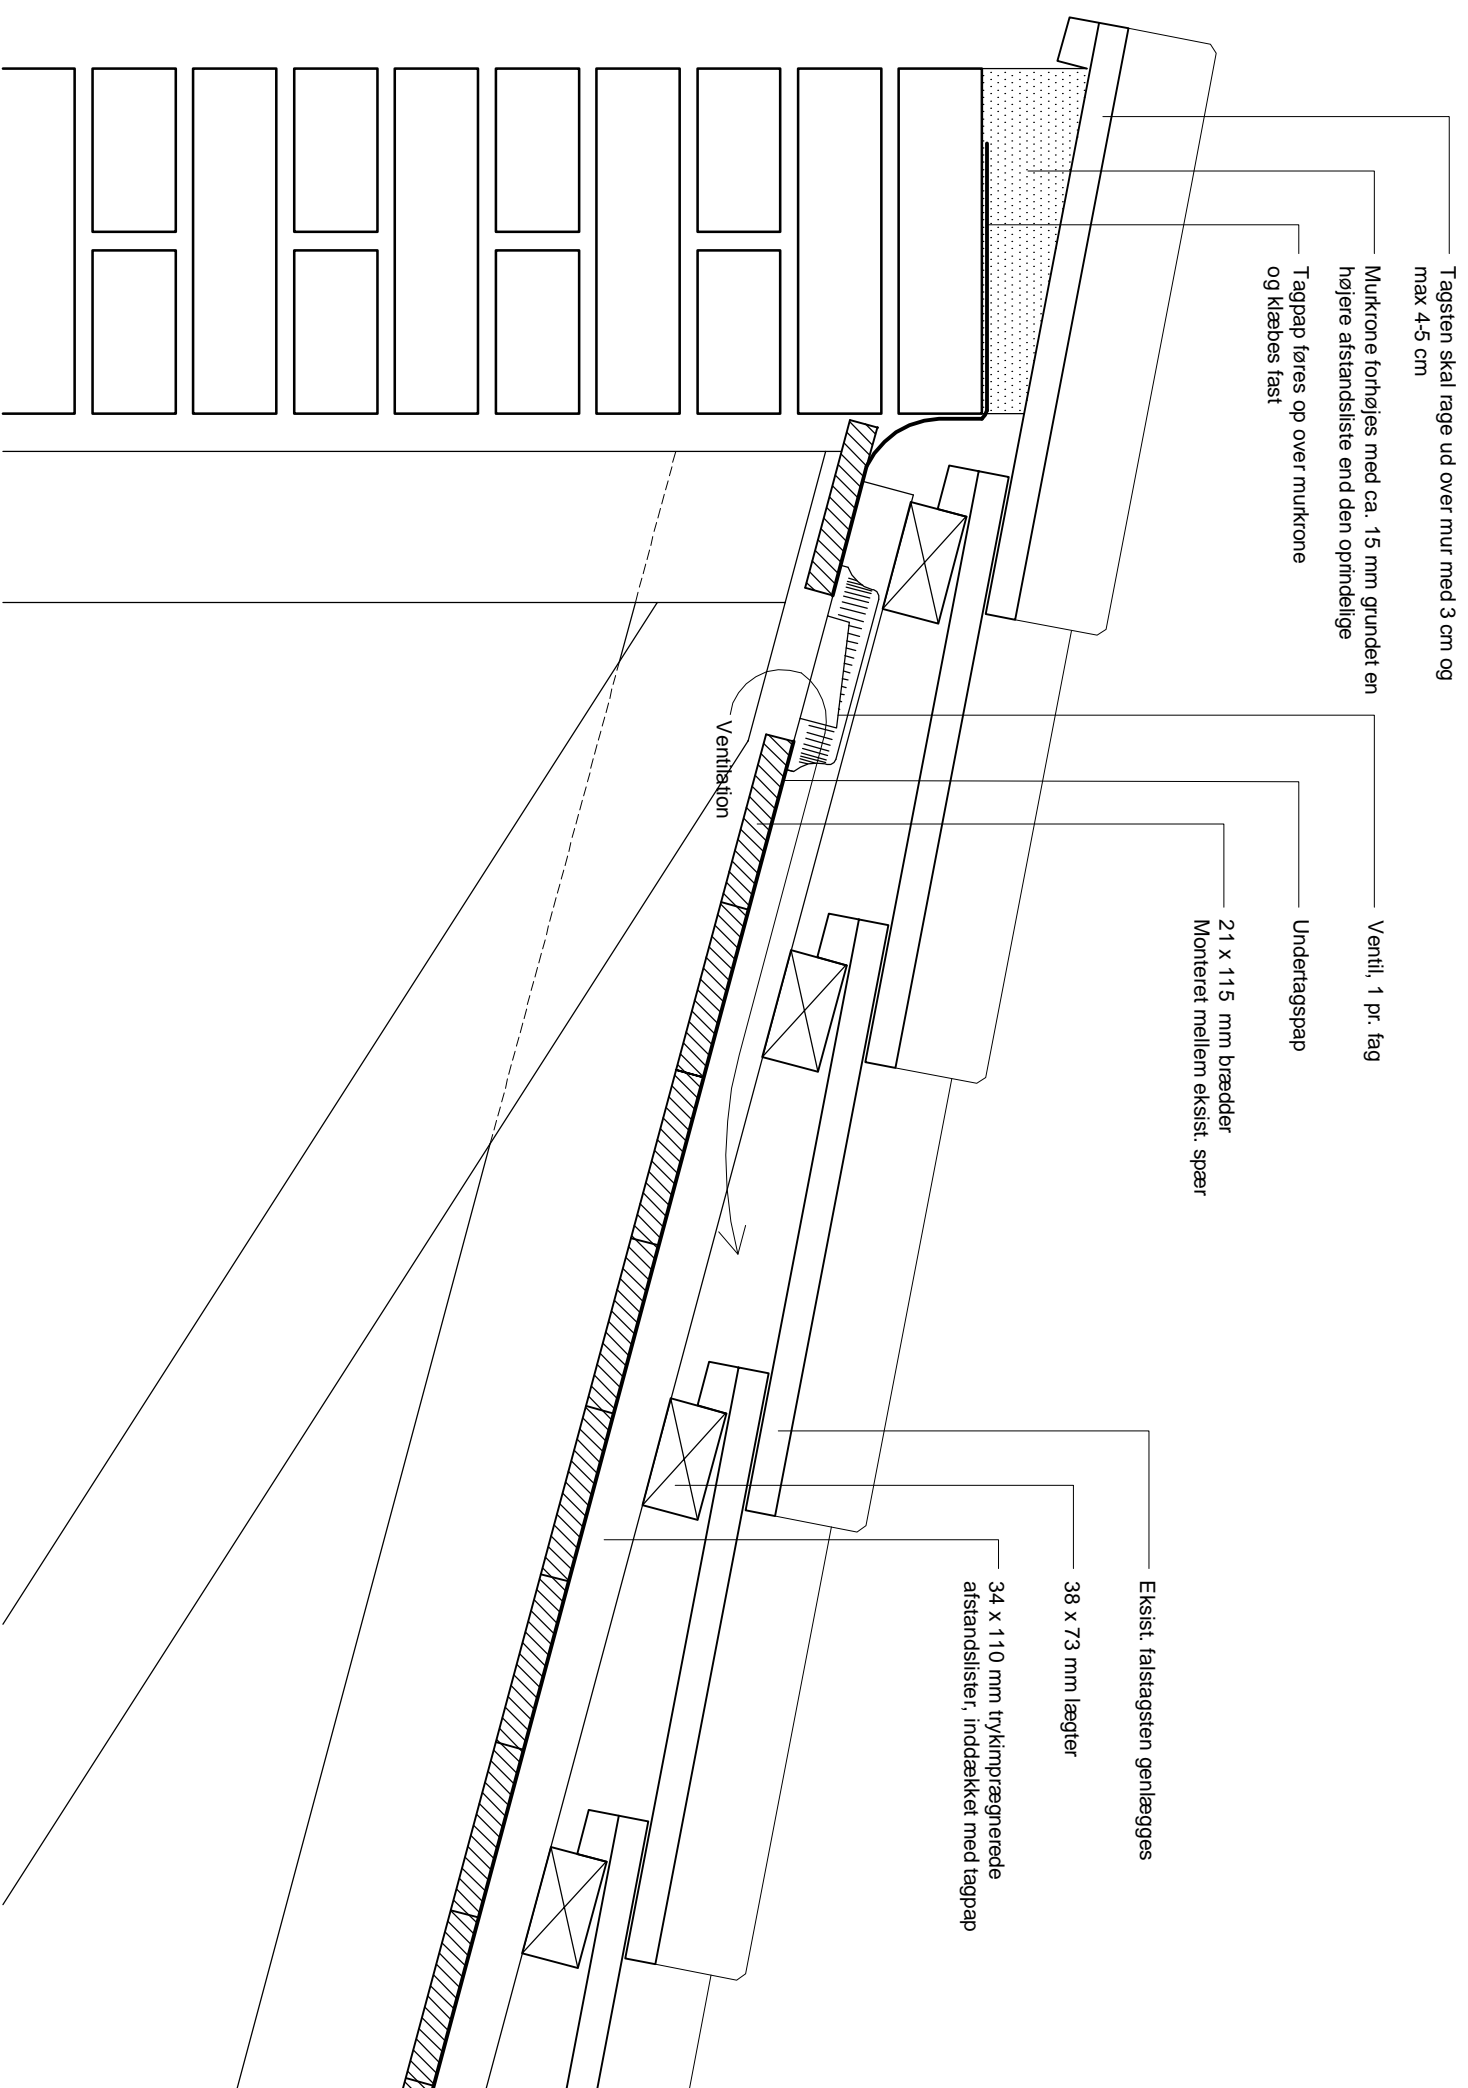 Tagsten skal rage ud over mur med 3 cm og
max 4-5 cm
Murkrone forhøjes med ca. 15 mm grundet en
højere afstandsliste end den oprindelige
Tagpap føres op over murkrone
og klæbes fast
Ventil, 1 pr. fag
Undertagspap
21 x 115 mm brædder
Monteret mellem eksist. spær
Ventilation
Eksist. falstagsten genlægges
38 x 73 mm lægter
34 x 110 mm trykimprægnerede
afstandslister, inddækket med tagpap